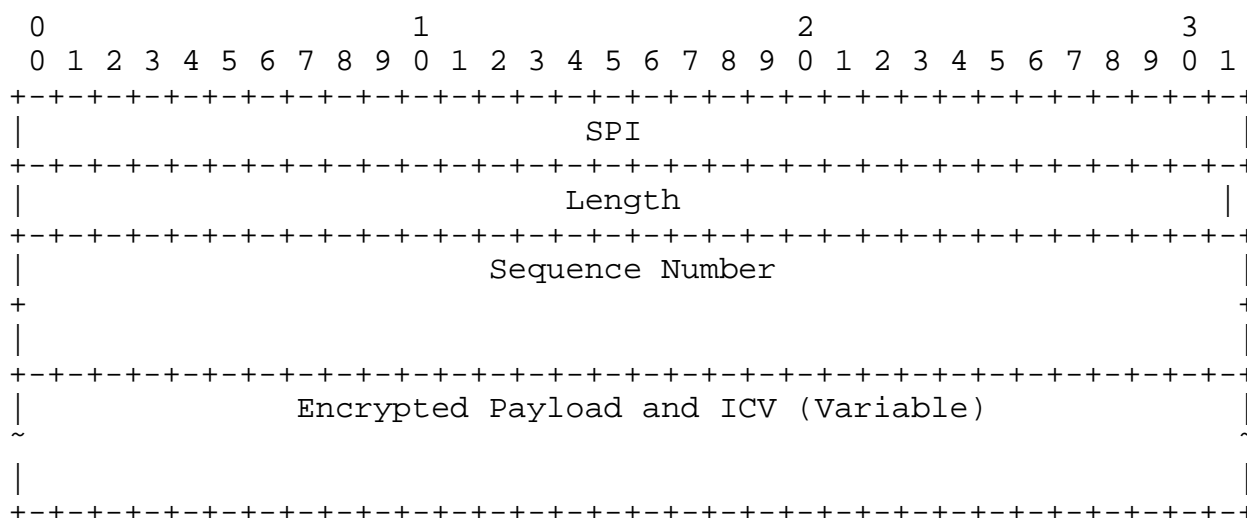 0                   1                   2                   3
 0 1 2 3 4 5 6 7 8 9 0 1 2 3 4 5 6 7 8 9 0 1 2 3 4 5 6 7 8 9 0 1
+-+-+-+-+-+-+-+-+-+-+-+-+-+-+-+-+-+-+-+-+-+-+-+-+-+-+-+-+-+-+-+-+
|                             SPI                               |
+-+-+-+-+-+-+-+-+-+-+-+-+-+-+-+-+-+-+-+-+-+-+-+-+-+-+-+-+-+-+-+-+
|                            Length                            |
+-+-+-+-+-+-+-+-+-+-+-+-+-+-+-+-+-+-+-+-+-+-+-+-+-+-+-+-+-+-+-+-+
|                        Sequence Number                        |
+                                                               +
|                                                               |
+-+-+-+-+-+-+-+-+-+-+-+-+-+-+-+-+-+-+-+-+-+-+-+-+-+-+-+-+-+-+-+-+
|              Encrypted Payload and ICV (Variable)             |
~                                                               ~
|                                                               |
+-+-+-+-+-+-+-+-+-+-+-+-+-+-+-+-+-+-+-+-+-+-+-+-+-+-+-+-+-+-+-+-+